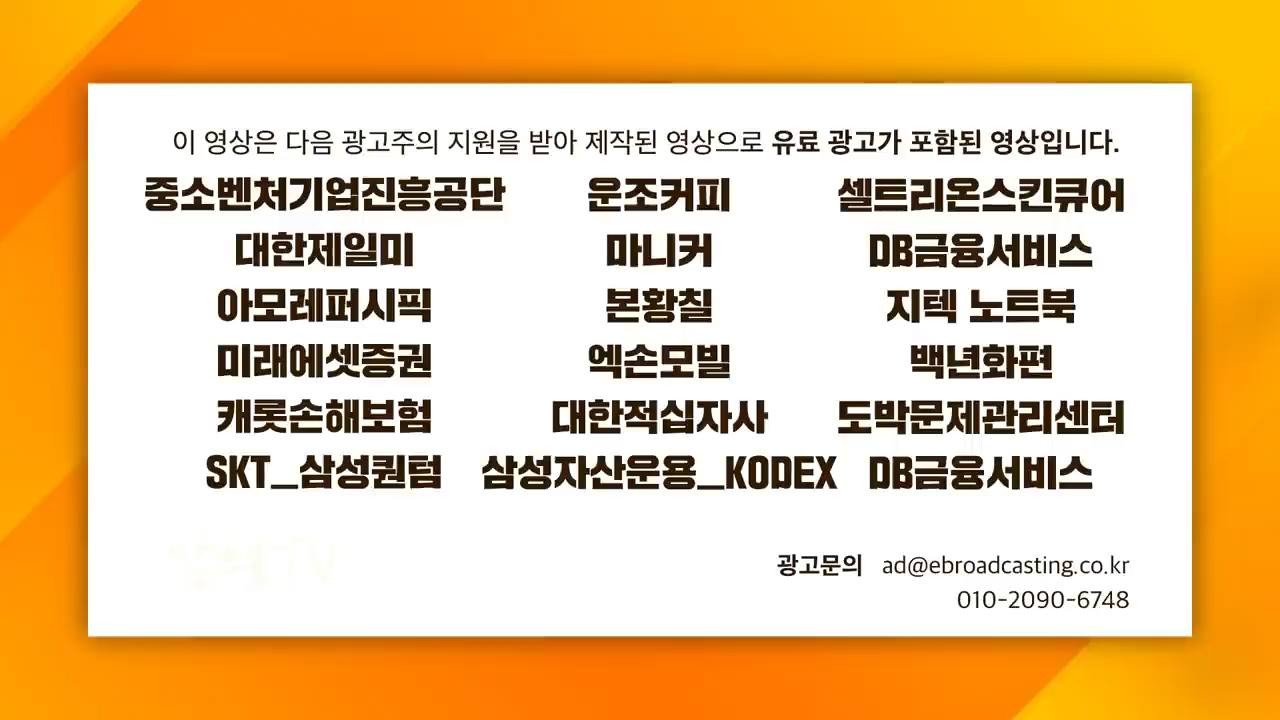 이 영상은 다음 광고주의 지원을 받아 제작된 영상으로 유료 광고가 포함된 영상입니다.
중소벤처기업진흥공단 운조커피 셀트리온스킨큐어
대한제일미 마니커 DB금융서비스
아모레퍼시픽 본황칠 지텍 노트북
미래에셋증권 엑손모빌 백년화편
캐롯손해보험 대한적십자사 도박문제관리센터
SKT_삼성퀀텀 삼성자산운용_KODEX DB금융서비스
광고문의 ad@ebroadcasting.co.kr
010-2090-6748